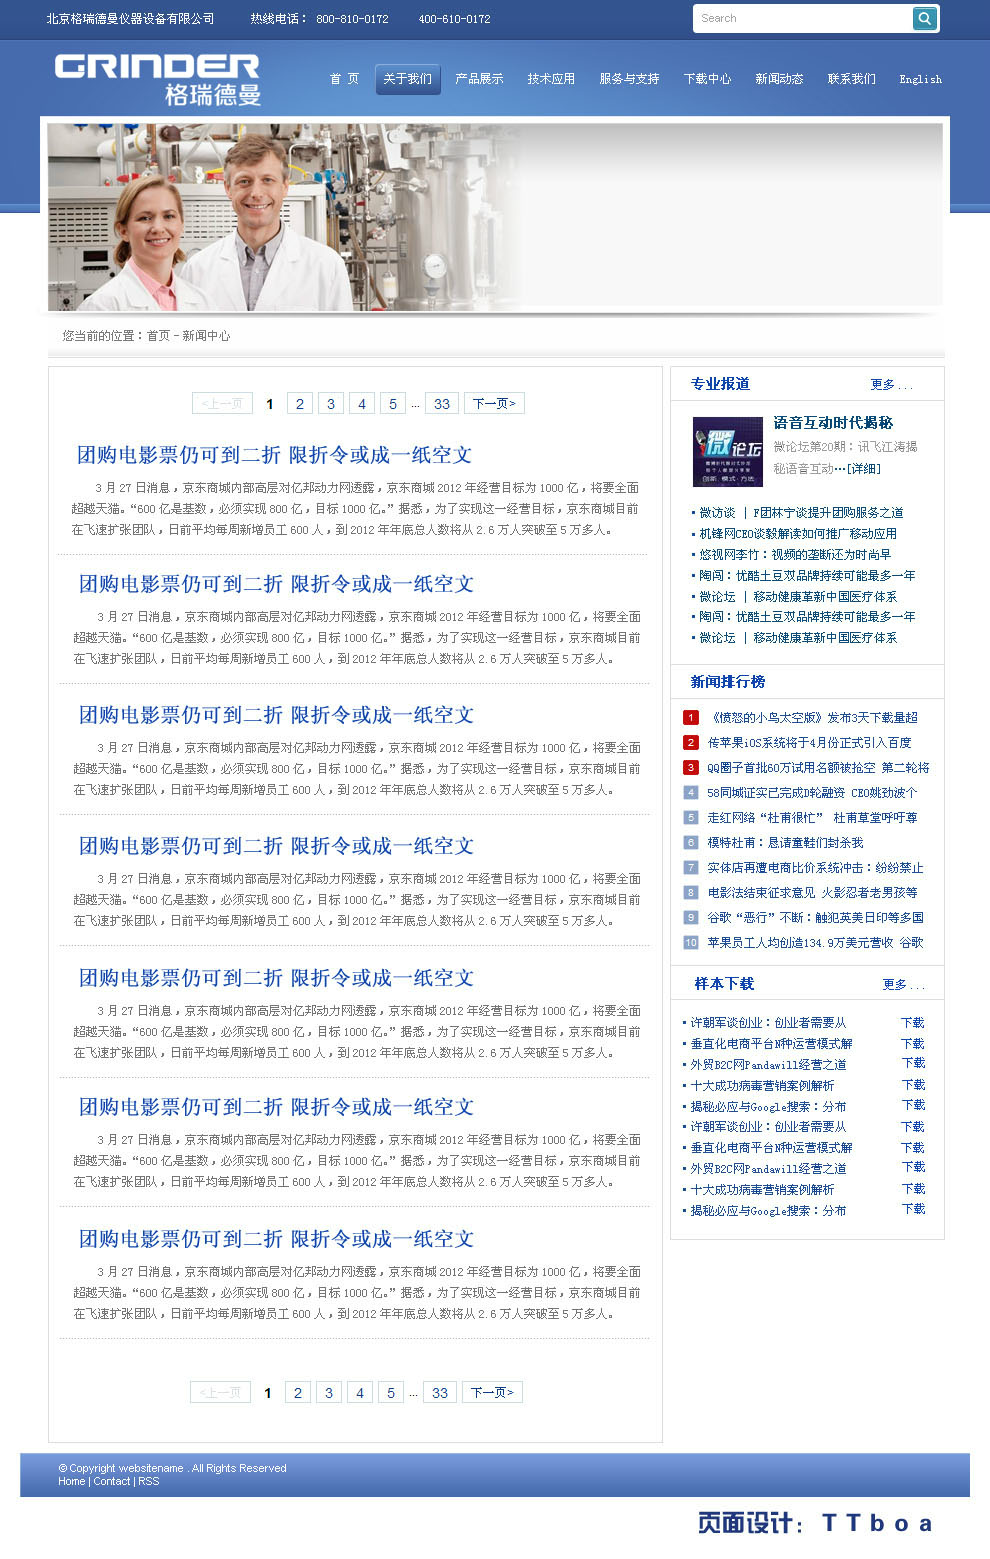 北京格瑞德曼仪器设备有限公司 热线电话： 800-810-0172 400-610-0172
Search
GRINDER
格瑞德曼
首 页 关于我们 产品展示 技术应用 服务与支持 下载中心 新闻动态 联系我们 English
您当前的位置：首页 - 新闻中心
<上一页 1 2 3 4 5 ... 33 下一页>
团购电影票仍可到二折 限折令或成一纸空文
3 月 27 日消息，京东商城内部高层对亿邦动力网透露，京东商城 2012 年经营目标为 1000 亿，将要全面
超越天猫。“600 亿是基数，必须实现 800 亿，目标 1000 亿。” 据悉，为了实现这一经营目标，京东商城目前
在飞速扩张团队，日前平均每周新增员工 600 人，到 2012 年年底总人数将从 2.6 万人突破至 5 万多人。
团购电影票仍可到二折 限折令或成一纸空文
3 月 27 日消息，京东商城内部高层对亿邦动力网透露，京东商城 2012 年经营目标为 1000 亿，将要全面
超越天猫。“600 亿是基数，必须实现 800 亿，目标 1000 亿。” 据悉，为了实现这一经营目标，京东商城目前
在飞速扩张团队，日前平均每周新增员工 600 人，到 2012 年年底总人数将从 2.6 万人突破至 5 万多人。
团购电影票仍可到二折 限折令或成一纸空文
3 月 27 日消息，京东商城内部高层对亿邦动力网透露，京东商城 2012 年经营目标为 1000 亿，将要全面
超越天猫。“600 亿是基数，必须实现 800 亿，目标 1000 亿。” 据悉，为了实现这一经营目标，京东商城目前
在飞速扩张团队，日前平均每周新增员工 600 人，到 2012 年年底总人数将从 2.6 万人突破至 5 万多人。
团购电影票仍可到二折 限折令或成一纸空文
3 月 27 日消息，京东商城内部高层对亿邦动力网透露，京东商城 2012 年经营目标为 1000 亿，将要全面
超越天猫。“600 亿是基数，必须实现 800 亿，目标 1000 亿。” 据悉，为了实现这一经营目标，京东商城目前
在飞速扩张团队，日前平均每周新增员工 600 人，到 2012 年年底总人数将从 2.6 万人突破至 5 万多人。
团购电影票仍可到二折 限折令或成一纸空文
3 月 27 日消息，京东商城内部高层对亿邦动力网透露，京东商城 2012 年经营目标为 1000 亿，将要全面
超越天猫。“600 亿是基数，必须实现 800 亿，目标 1000 亿。” 据悉，为了实现这一经营目标，京东商城目前
在飞速扩张团队，日前平均每周新增员工 600 人，到 2012 年年底总人数将从 2.6 万人突破至 5 万多人。
团购电影票仍可到二折 限折令或成一纸空文
3 月 27 日消息，京东商城内部高层对亿邦动力网透露，京东商城 2012 年经营目标为 1000 亿，将要全面
超越天猫。“600 亿是基数，必须实现 800 亿，目标 1000 亿。” 据悉，为了实现这一经营目标，京东商城目前
在飞速扩张团队，日前平均每周新增员工 600 人，到 2012 年年底总人数将从 2.6 万人突破至 5 万多人。
团购电影票仍可到二折 限折令或成一纸空文
3 月 27 日消息，京东商城内部高层对亿邦动力网透露，京东商城 2012 年经营目标为 1000 亿，将要全面
超越天猫。“600 亿是基数，必须实现 800 亿，目标 1000 亿。” 据悉，为了实现这一经营目标，京东商城目前
在飞速扩张团队，日前平均每周新增员工 600 人，到 2012 年年底总人数将从 2.6 万人突破至 5 万多人。
<上一页 1 2 3 4 5 ... 33 下一页>
专业报道 更多...
微论坛
创新 模式 方法
语音互动时代揭秘
微论坛第20期：讯飞江涛揭
秘语音互动…[详细]
微访谈 | F团林宁谈提升团购服务之道
机锋网CEO谈毅解读如何推广移动应用
悠视网李竹：视频的垄断还为时尚早
陶闯：优酷土豆双品牌持续可能最多一年
微论坛 | 移动健康革新中国医疗体系
陶闯：优酷土豆双品牌持续可能最多一年
微论坛 | 移动健康革新中国医疗体系
新闻排行榜
1 《愤怒的小鸟太空版》发布3天下载量超
2 传苹果iOS系统将于4月份正式引入百度
3 QQ圈子首批60万试用名额被抢空 第二轮将
4 58同城证实已完成D轮融资 CEO姚劲波个
5 走红网络“杜甫很忙” 杜甫草堂呼吁尊
6 模特杜甫：恳请童鞋们封杀我
7 实体店再遭电商比价系统冲击：纷纷禁止
8 电影法结束征求意见 火影忍者老男孩等
9 谷歌“恶行”不断：触犯英美日印等多国
10 苹果员工人均创造134.9万美元营收 谷歌
样本下载 更多...
许朝军谈创业：创业者需要从 下载
垂直化电商平台N种运营模式解 下载
外贸B2C网Pandawill经营之道 下载
十大成功病毒营销案例解析 下载
揭秘必应与Google搜索：分布 下载
许朝军谈创业：创业者需要从 下载
垂直化电商平台N种运营模式解 下载
外贸B2C网Pandawill经营之道 下载
十大成功病毒营销案例解析 下载
揭秘必应与Google搜索：分布 下载
© Copyright websitename . All Rights Reserved
Home | Contact | RSS
页面设计：TTboa